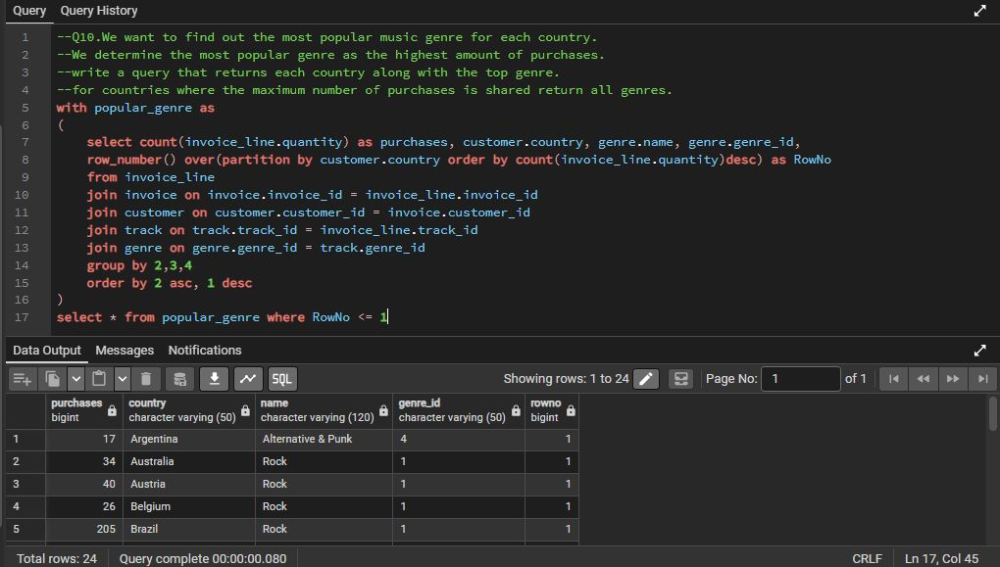 Query Query History
1 --Q10.We want to find out the most popular music genre for each country.
2 --We determine the most popular genre as the highest amount of purchases.
3 --write a query that returns each country along with the top genre.
4 --for countries where the maximum number of purchases is shared return all genres.
5 with popular_genre as
6 (
7 select count(invoice_line.quantity) as purchases, customer.country, genre.name, genre.genre_id,
8 row_number() over(partition by customer.country order by count(invoice_line.quantity)desc) as RowNo
9 from invoice_line
10 join invoice on invoice.invoice_id = invoice_line.invoice_id
11 join customer on customer.customer_id = invoice.customer_id
12 join track on track.track_id = invoice_line.track_id
13 join genre on genre.genre_id = track.genre_id
14 group by 2,3,4
15 order by 2 asc, 1 desc
16 )
17 select * from popular_genre where RowNo <= 1
Data Output Messages Notifications
SQL Showing rows: 1 to 24 Page No: 1 of 1
purchases country name genre_id rowno
bigint character varying (50) character varying (120) character varying (50) bigint
1 17 Argentina Alternative & Punk 4 1
2 34 Australia Rock 1 1
3 40 Austria Rock 1 1
4 26 Belgium Rock 1 1
5 205 Brazil Rock 1 1
Total rows: 24 Query complete 00:00:00.080 CRLF Ln 17, Col 45